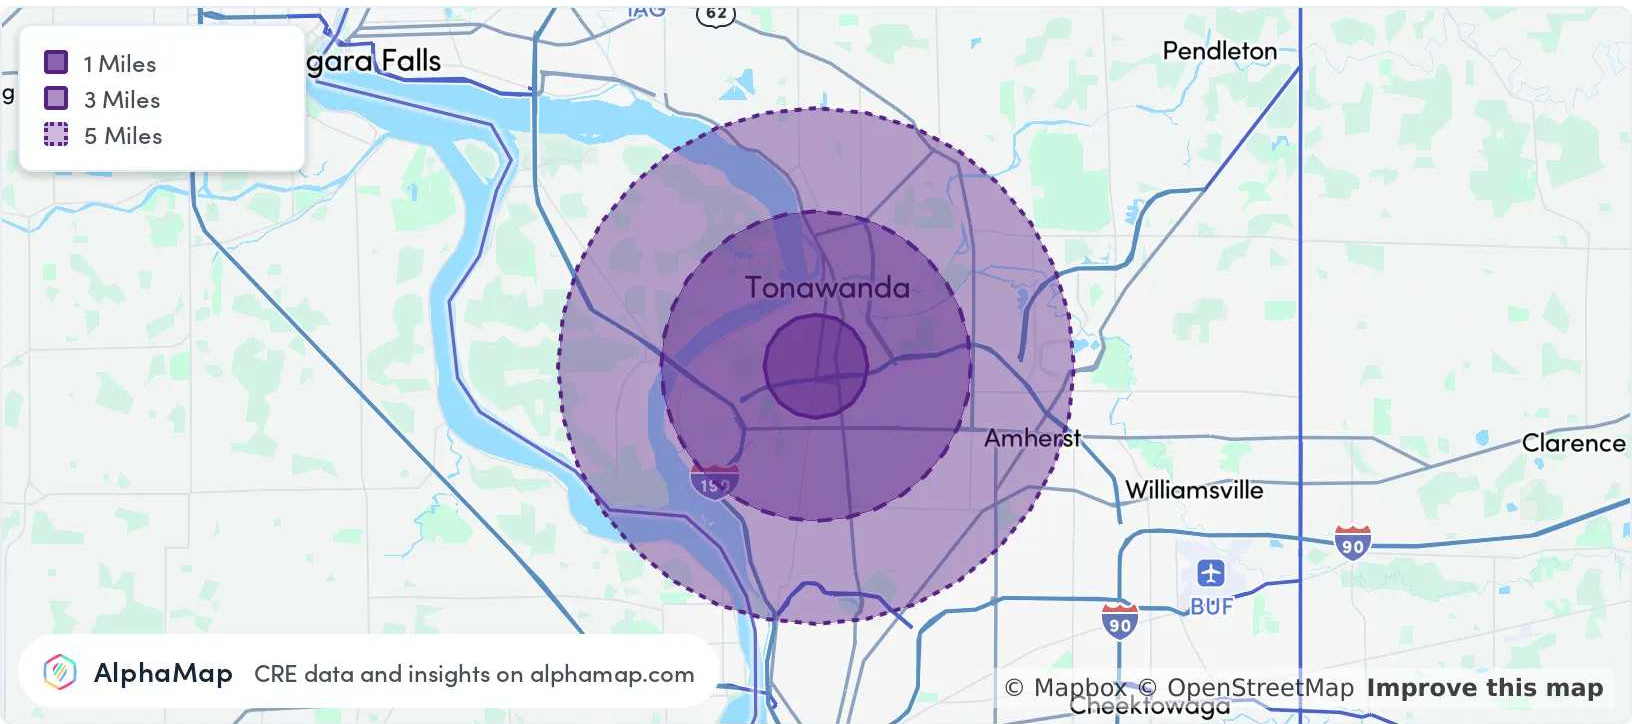 IAG
62
Pendleton
1 Miles
gara Falls
3 Miles
g
5 Miles
Tonawanda
Amherst
Clarence
190
Williamsville
90
BUF
90
AlphaMap CRE data and insights on alphamap.com
© Mapbox © OpenStreetMap Improve this map
Cheektowaga